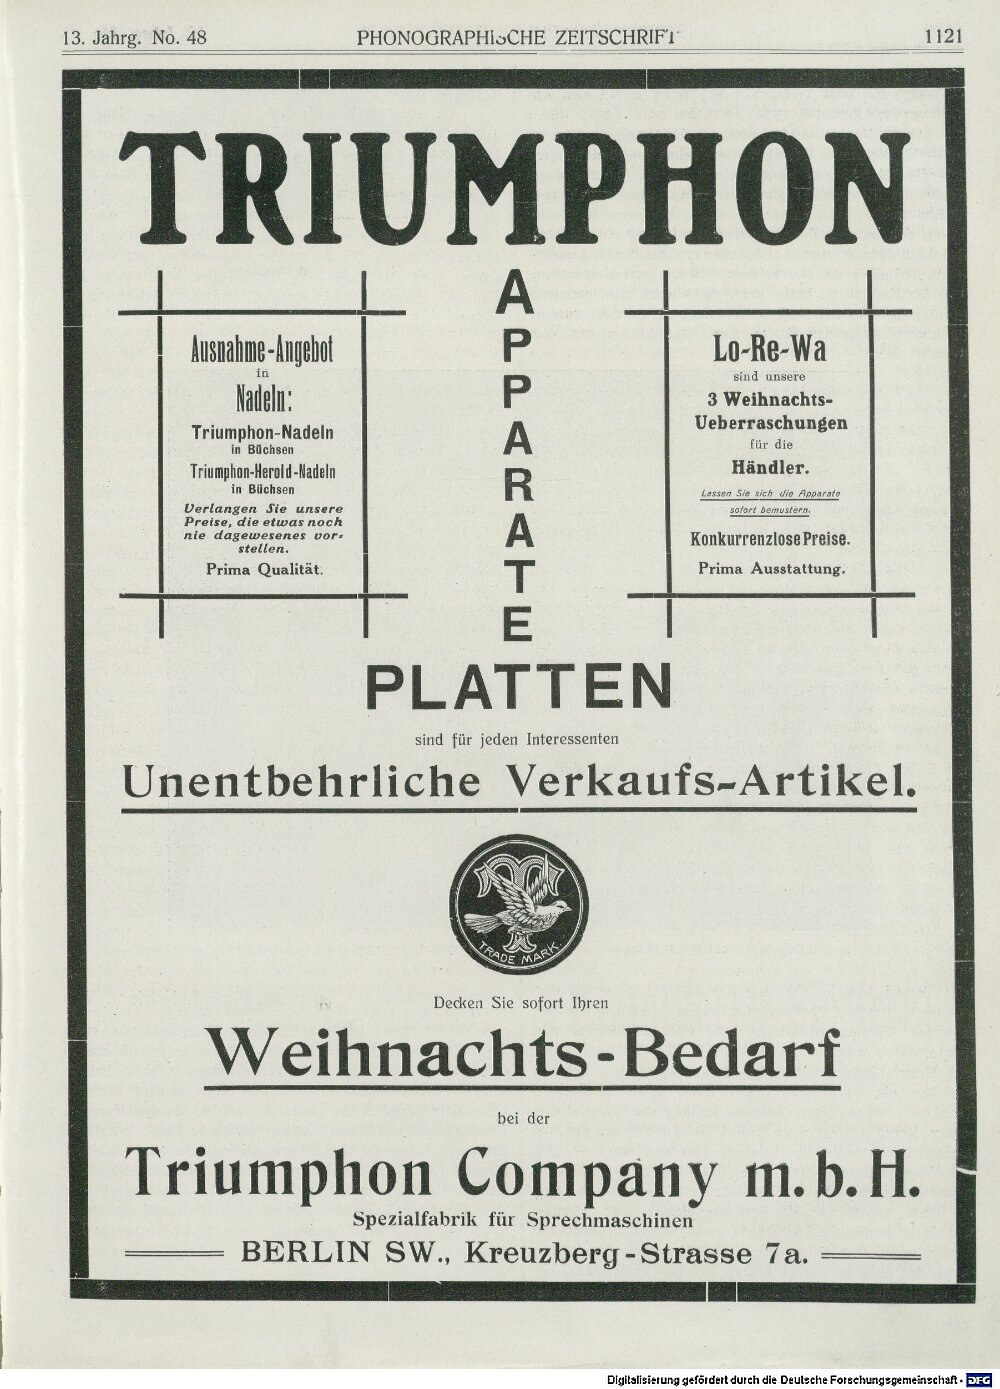 13. Jahrg. No. 48 PHONOGRAPHISCHE ZEITSCHRIFT 1121
TRIUMPHON
APPARATE
Ausnahme-Angebot
in
Nadeln:
Triumphon-Nadeln
in Büchsen
Triumphon-Herold-Nadeln
in Büchsen
Verlangen Sie unsere
Preise, die etwas noch
nie dagewesenes vor-
stellen.
Prima Qualität.
Lo-Re-Wa
sind unsere
3 Weihnachts-
Ueberraschungen
für die
Händler.
Lassen Sie sich die Apparate
sofort bemustern.
Konkurrenzlose Preise.
Prima Ausstattung.
PLATTEN
sind für jeden Interessenten
Unentbehrliche Verkaufs-Artikel.
T
TRADE MARK.
Decken Sie sofort Ihren
Weihnachts-Bedarf
bei der
Triumphon Company m. b. H.
Spezialfabrik für Sprechmaschinen
BERLIN SW., Kreuzberg-Strasse 7a.
Digitalisierung gefördert durch die Deutsche Forschungsgemeinschaft - DFG